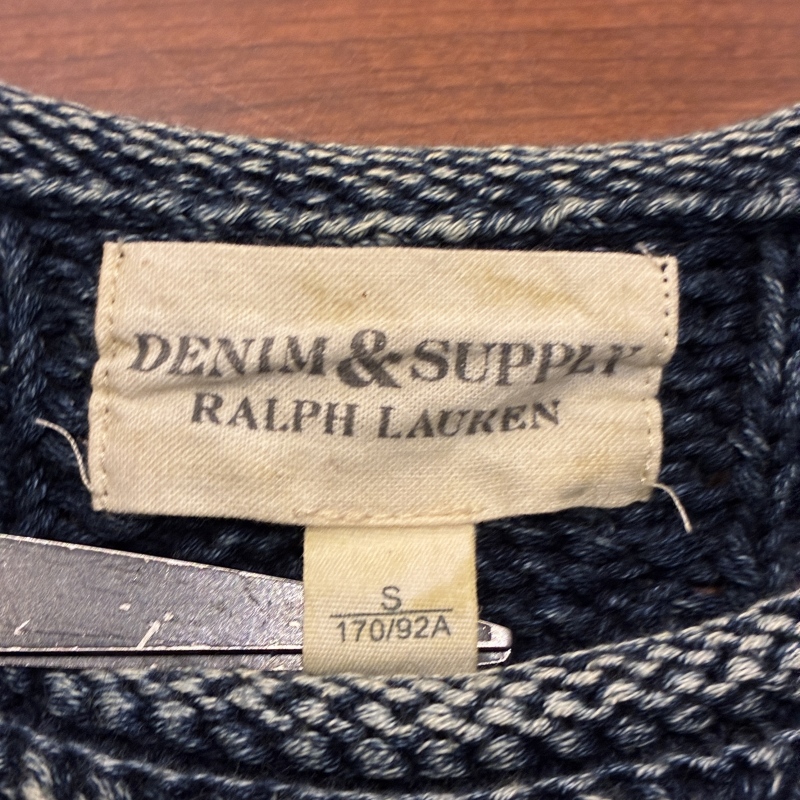 DENIM & SUPPLY
RALPH LAUREN
S
170/92A